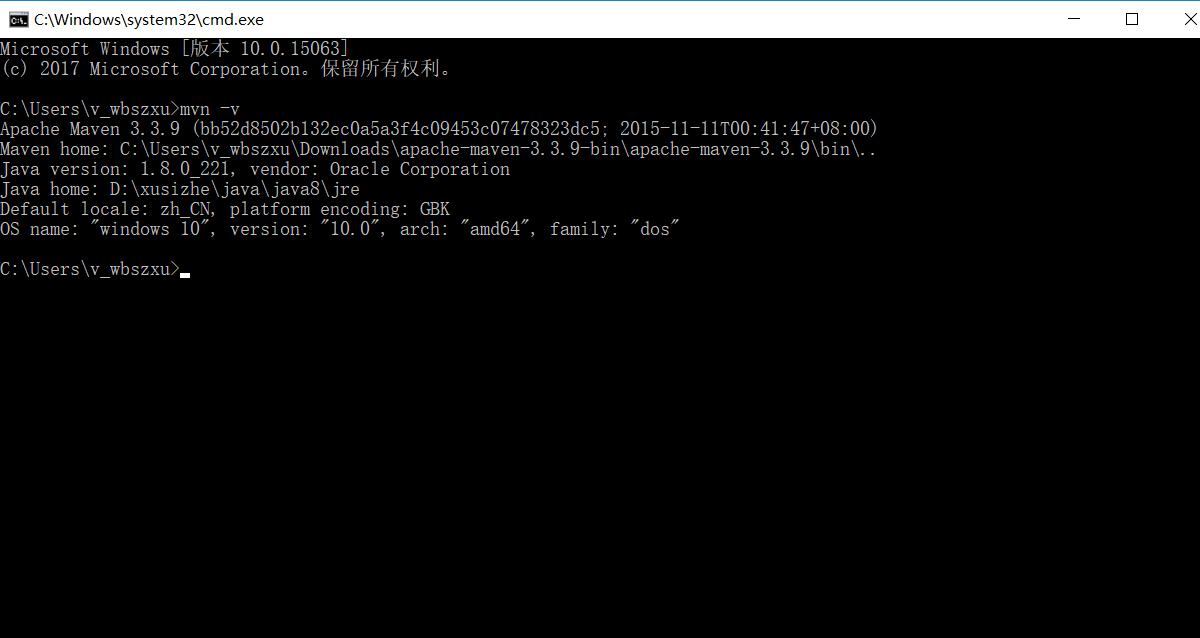 C:\Windows\system32\cmd.exe
Microsoft Windows [版本 10.0.15063]
(c) 2017 Microsoft Corporation。保留所有权利。
C:\Users\v_wbszxu>mvn -v
Apache Maven 3.3.9 (bb52d8502b132ec0a5a3f4c09453c07478323dc5; 2015-11-11T00:41:47+08:00)
Maven home: C:\Users\v_wbszxu\Downloads\apache-maven-3.3.9-bin\apache-maven-3.3.9\bin\..
Java version: 1.8.0_221, vendor: Oracle Corporation
Java home: D:\xusizhe\java\java8\jre
Default locale: zh_CN, platform encoding: GBK
OS name: "windows 10", version: "10.0", arch: "amd64", family: "dos"
C:\Users\v_wbszxu>